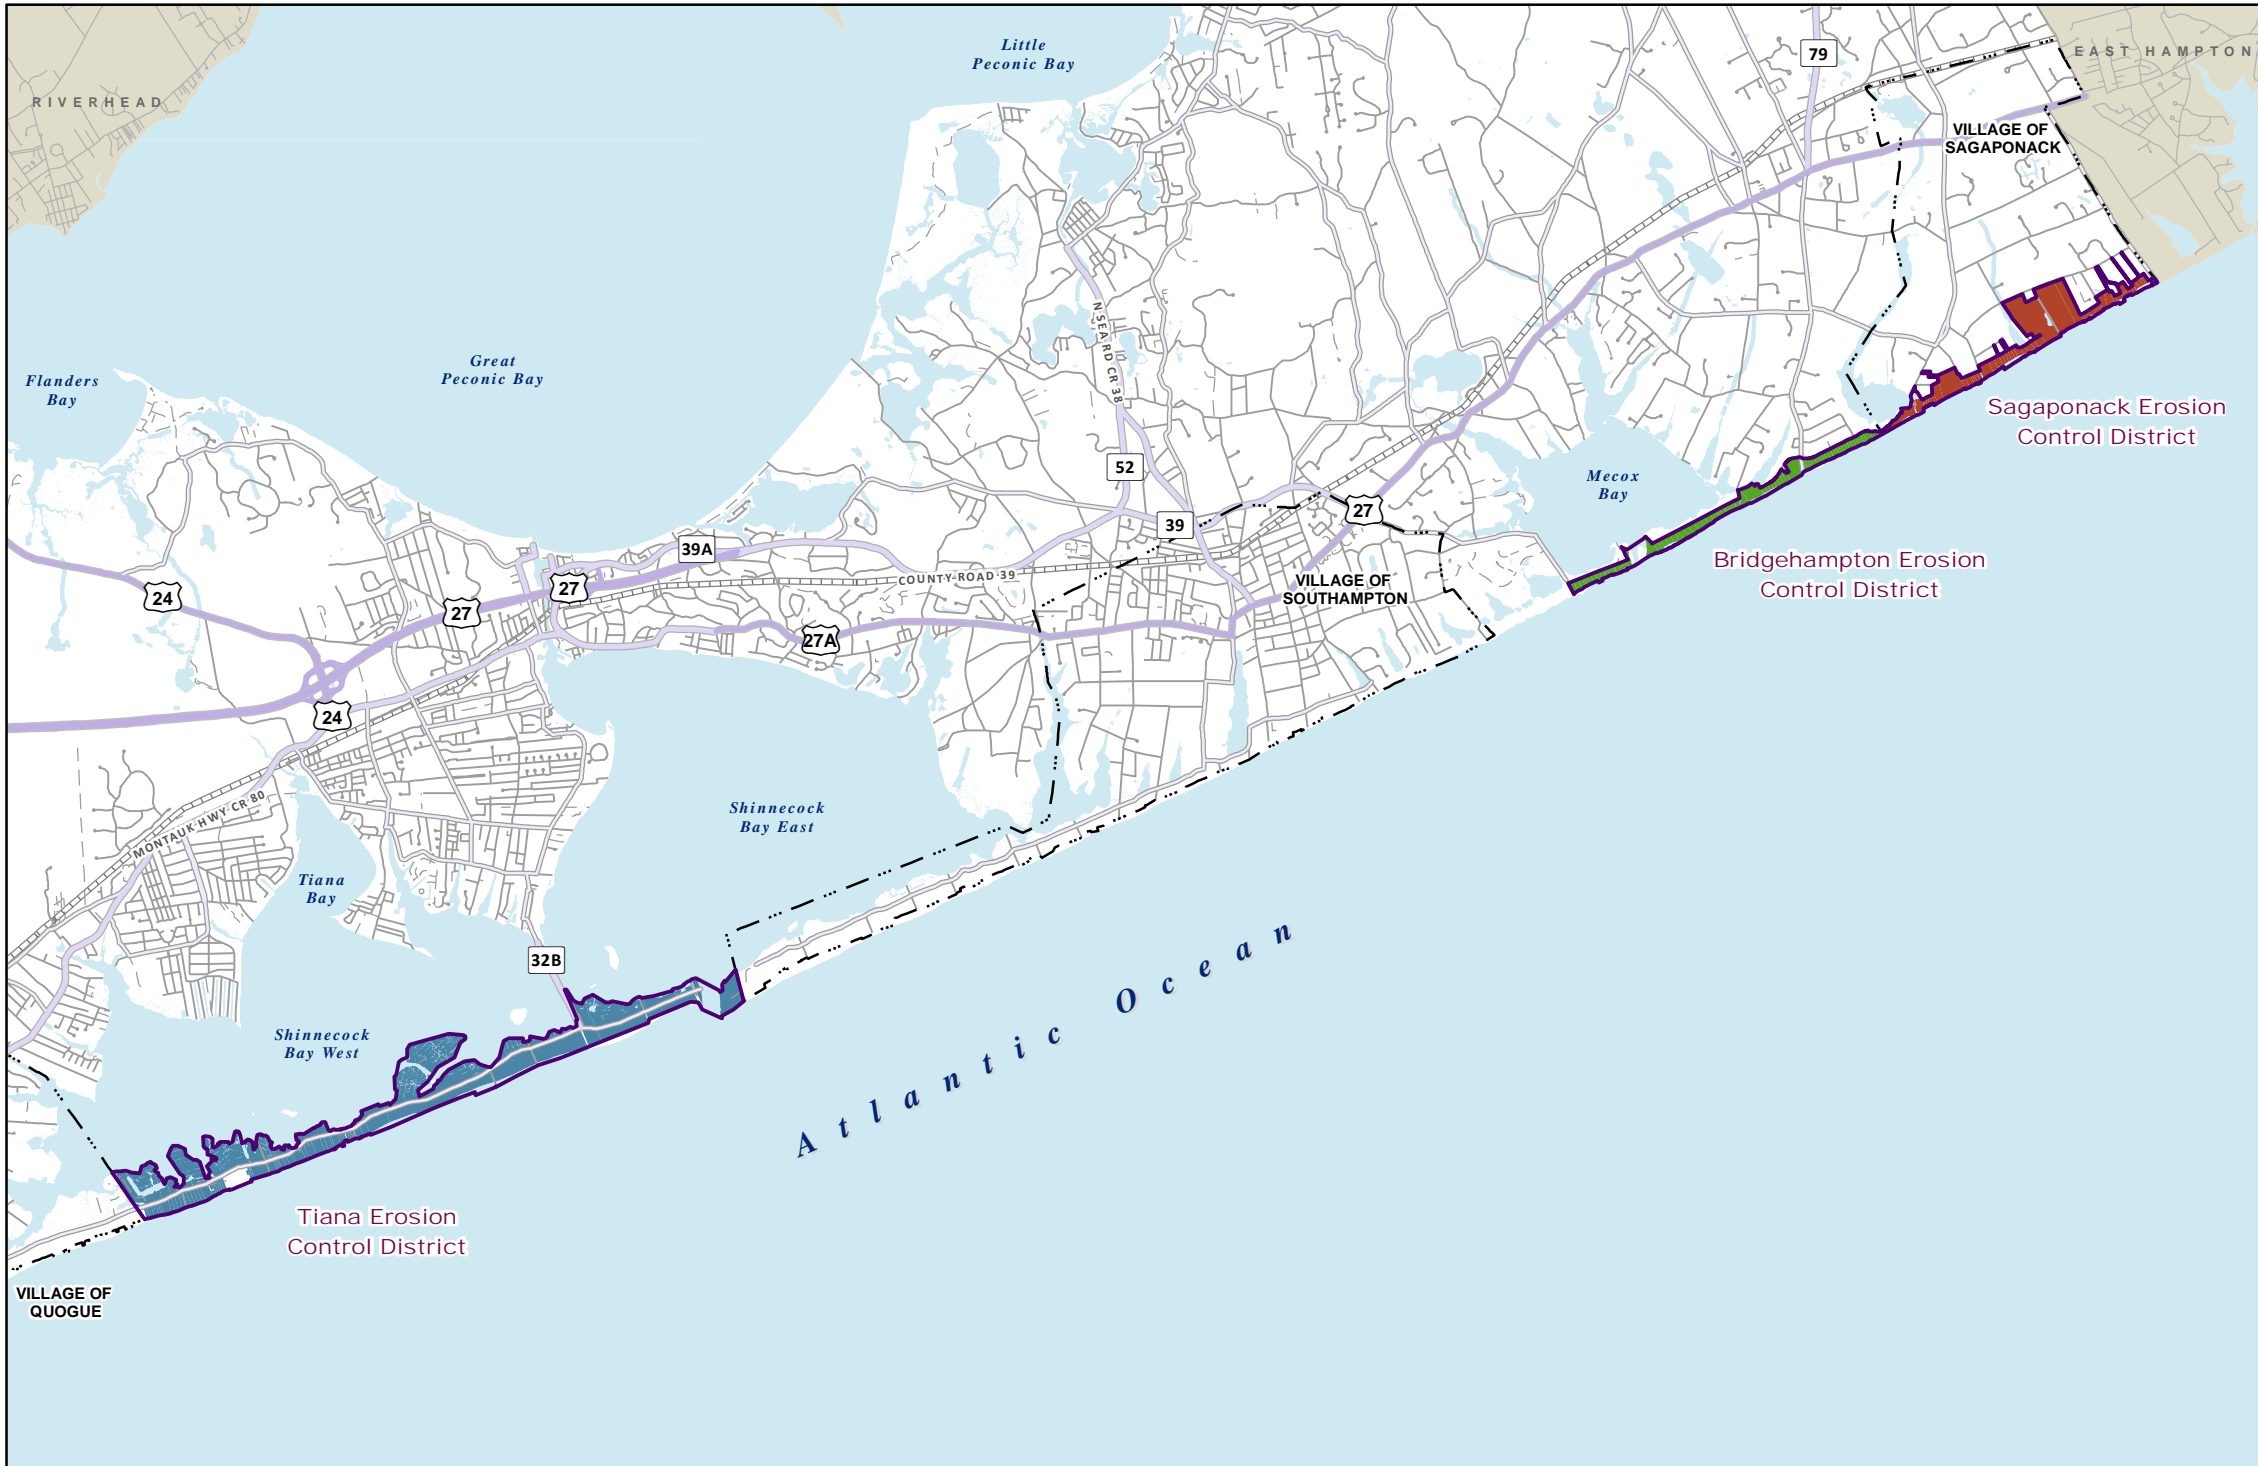 Little
Peconic Bay
79
EAST HAMPTON
RIVERHEAD
VILLAGE OF
SAGAPONACK
N SEA RD CR 38
Great
Peconic Bay
Flanders
Bay
Sagaponack Erosion
Control District
52
Mecox
Bay
27
39
39A
Bridgehampton Erosion
Control District
COUNTY ROAD 39
VILLAGE OF
SOUTHAMPTON
24
27
27
27A
24
MONTAUK HWY CR 80
Shinnecock
Bay East
Tiana
Bay
32B
Atlantic Ocean
Shinnecock
Bay West
Tiana Erosion
Control District
VILLAGE OF
QUOGUE